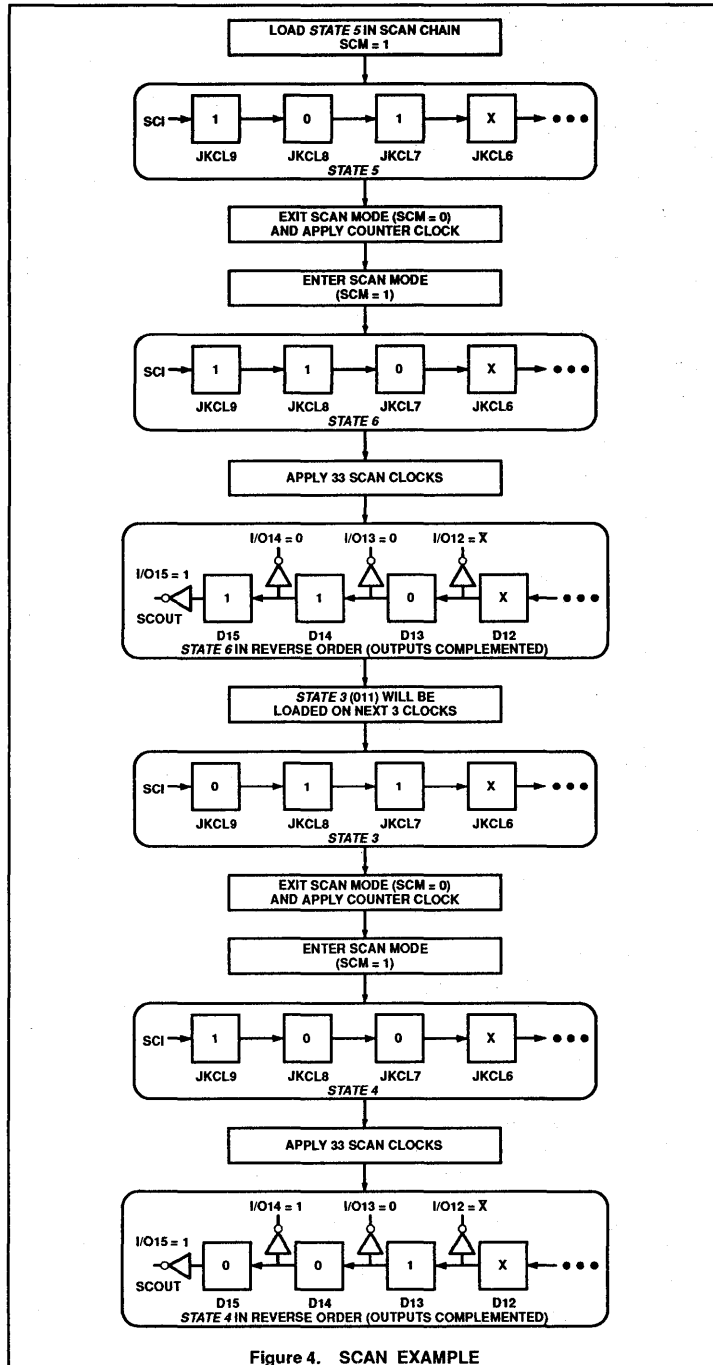 LOAD STATE 5 IN SCAN CHAIN
SCM = 1
SCI 1 0 1 X
JKCL9 JKCL8 JKCL7 JKCL6
STATE 5
EXIT SCAN MODE (SCM = 0)
AND APPLY COUNTER CLOCK
ENTER SCAN MODE
(SCM = 1)
SCI 1 1 0 X
JKCL9 JKCL8 JKCL7 JKCL6
STATE 6
APPLY 33 SCAN CLOCKS
I/O14 = 0 I/O13 = 0 I/O12 = X̅
I/O15 = 1
1 1 0 X
SCOUT
D15 D14 D13 D12
STATE 6 IN REVERSE ORDER (OUTPUTS COMPLEMENTED)
STATE 3 (011) WILL BE
LOADED ON NEXT 3 CLOCKS
SCI 0 1 1 X
JKCL9 JKCL8 JKCL7 JKCL6
STATE 3
EXIT SCAN MODE (SCM = 0)
AND APPLY COUNTER CLOCK
ENTER SCAN MODE
(SCM = 1)
SCI 1 0 0 X
JKCL9 JKCL8 JKCL7 JKCL6
STATE 4
APPLY 33 SCAN CLOCKS
I/O14 = 1 I/O13 = 0 I/O12 = X̅
I/O15 = 1
0 0 1 X
SCOUT
D15 D14 D13 D12
STATE 4 IN REVERSE ORDER (OUTPUTS COMPLEMENTED)
Figure 4. SCAN EXAMPLE